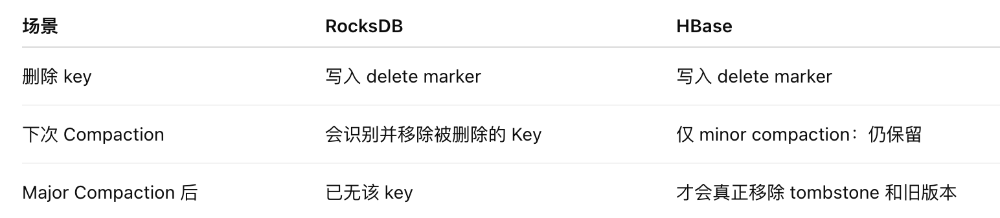 场景 RocksDB HBase
删除 key 写入 delete marker 写入 delete marker
下次 Compaction 会识别并移除被删除的 Key 仅 minor compaction：仍保留
Major Compaction 后 已无该 key 才会真正移除 tombstone 和旧版本